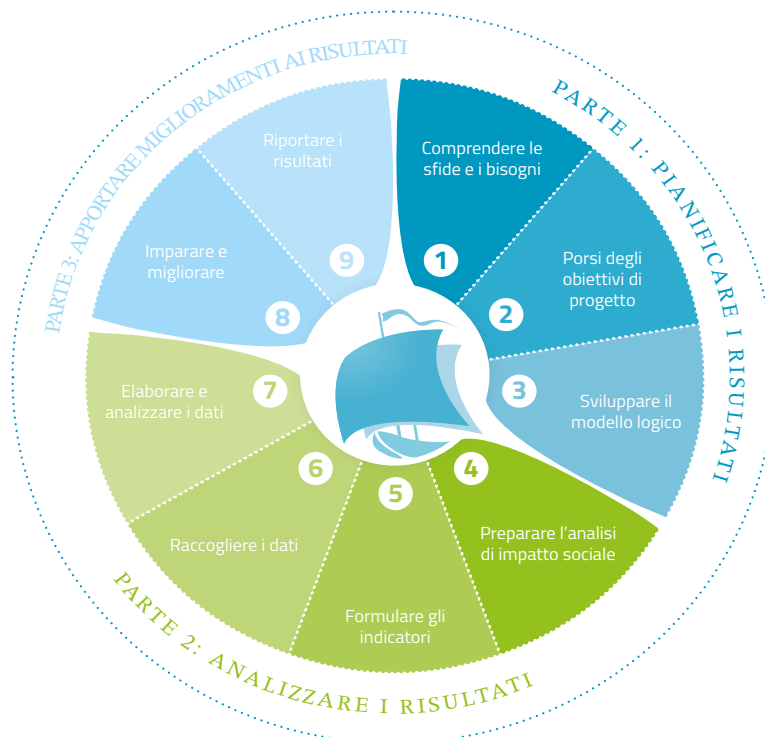 PARTE 1: PIANIFICARE I RISULTATI
Comprendere le
sfide e i bisogni
1
Porsi degli
obiettivi di
progetto
2
Sviluppare il
modello logico
3
PARTE 2: ANALIZZARE I RISULTATI
Preparare l’analisi
di impatto sociale
4
Formulare gli
indicatori
5
Raccogliere i dati
6
Elaborare e
analizzare i dati
7
PARTE 3: APPORTARE MIGLIORAMENTI AI RISULTATI
Imparare e
migliorare
8
Riportare i
risultati
9